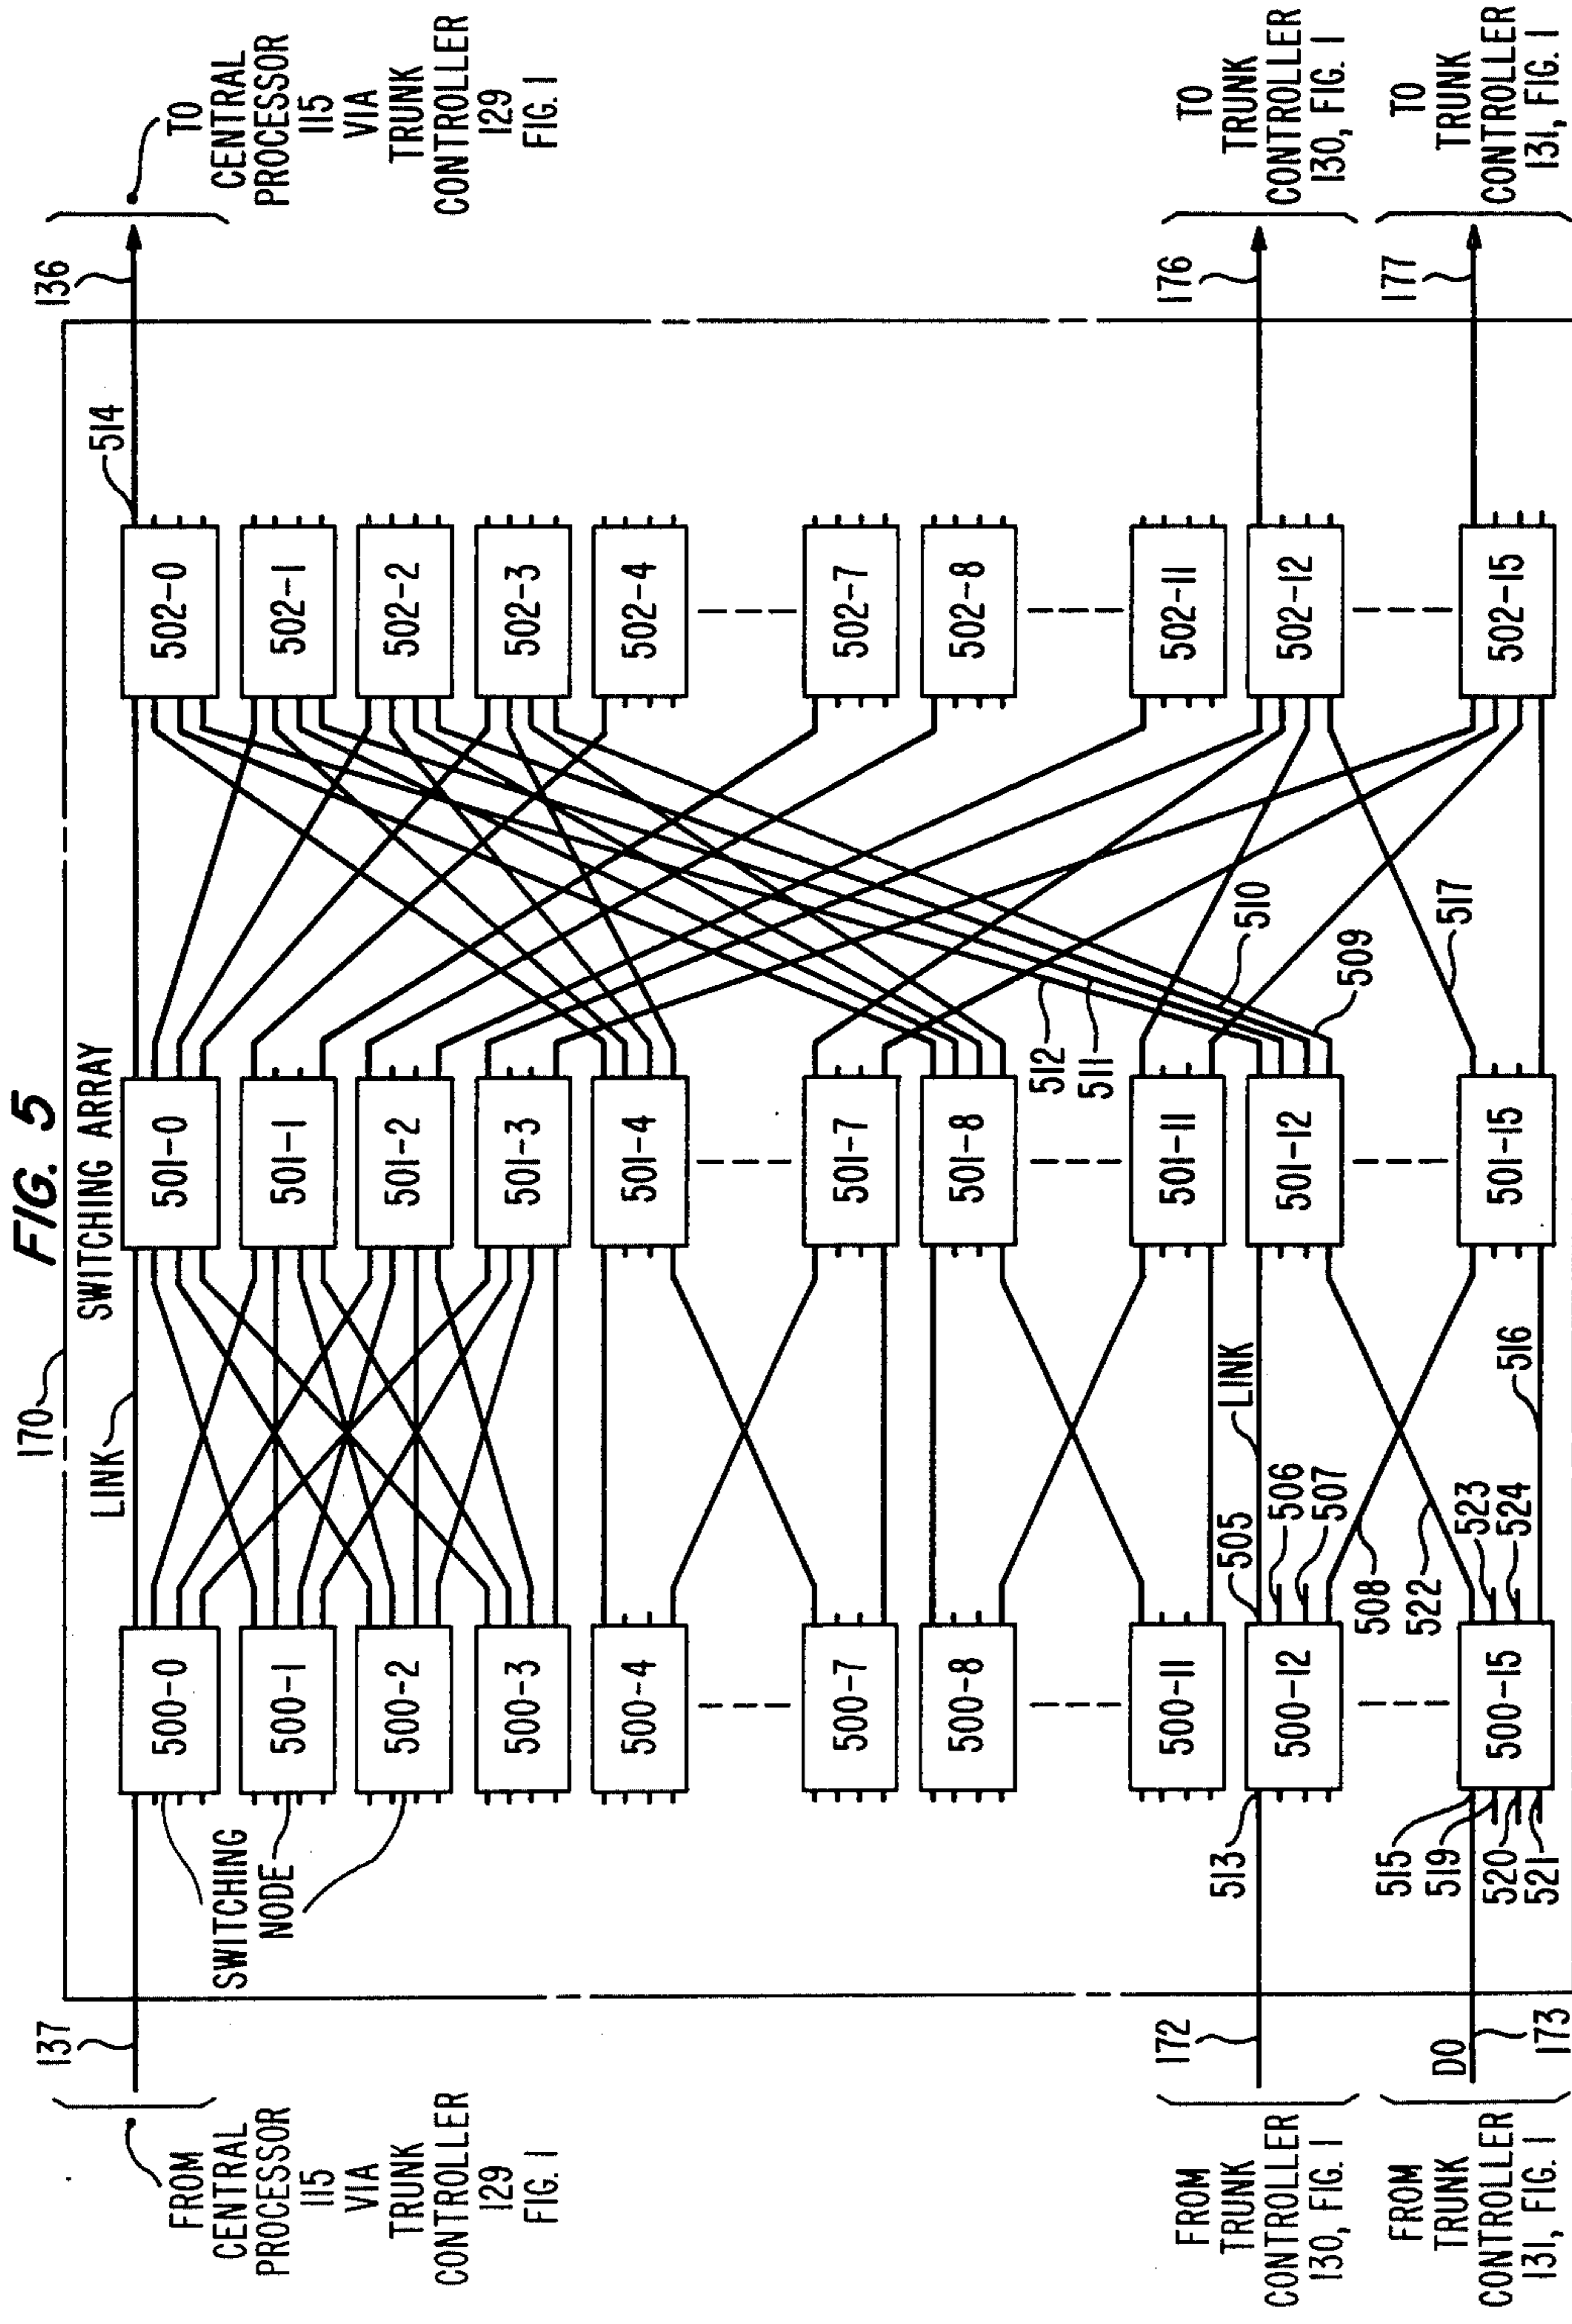 FIG. 5
170
SWITCHING ARRAY
FROM
CENTRAL
PROCESSOR
115
VIA
TRUNK
CONTROLLER
129
FIG. 1
137
SWITCHING
NODE
LINK
514
136
TO
CENTRAL
PROCESSOR
115
VIA
TRUNK
CONTROLLER
129
FIG. 1
500-0
501-0
502-0
500-1
501-1
502-1
500-2
501-2
502-2
500-3
501-3
502-3
500-4
501-4
502-4
500-7
501-7
502-7
500-8
501-8
502-8
500-11
501-11
502-11
500-12
501-12
502-12
500-15
501-15
502-15
FROM
TRUNK
CONTROLLER
130, FIG. 1
172
513
505
LINK
506
507
508
522
512
511
510
509
517
176
TO
TRUNK
CONTROLLER
130, FIG. 1
FROM
TRUNK
CONTROLLER
131, FIG. 1
D0
173
515
519
520
521
523
524
516
177
TO
TRUNK
CONTROLLER
131, FIG. 1